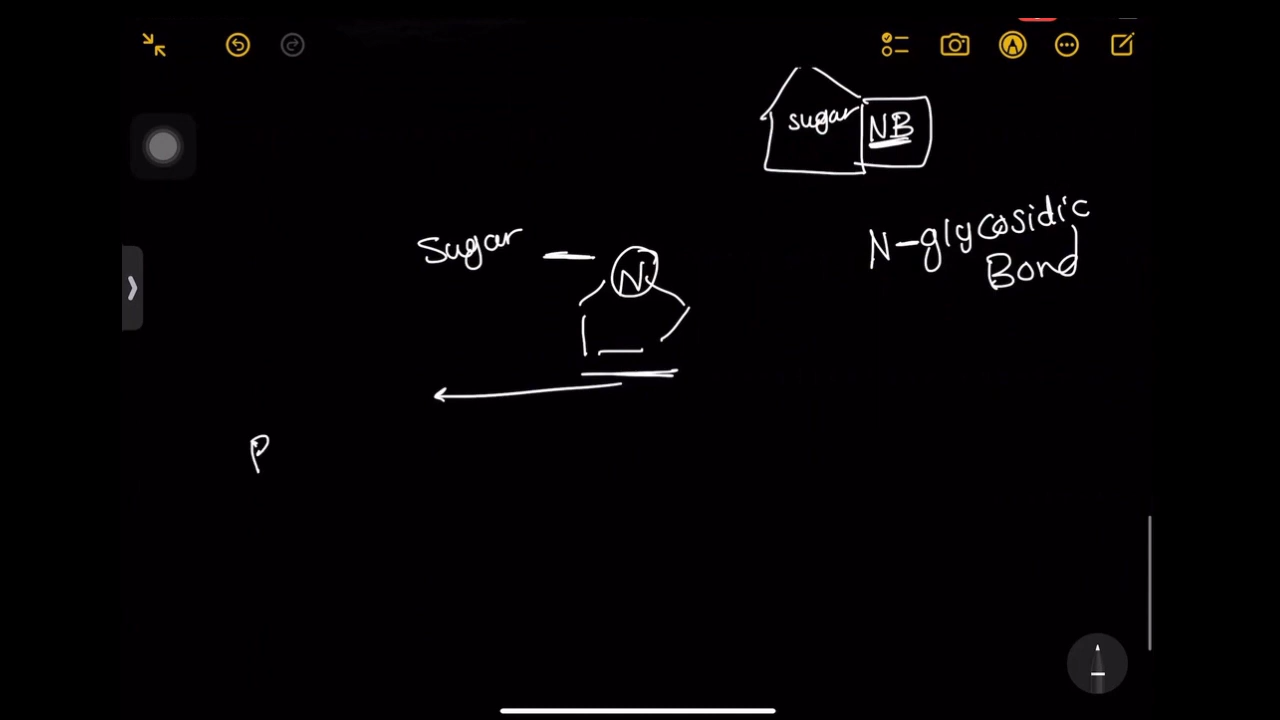 sugar NB
Sugar — N
N-glycosidic
Bond
P